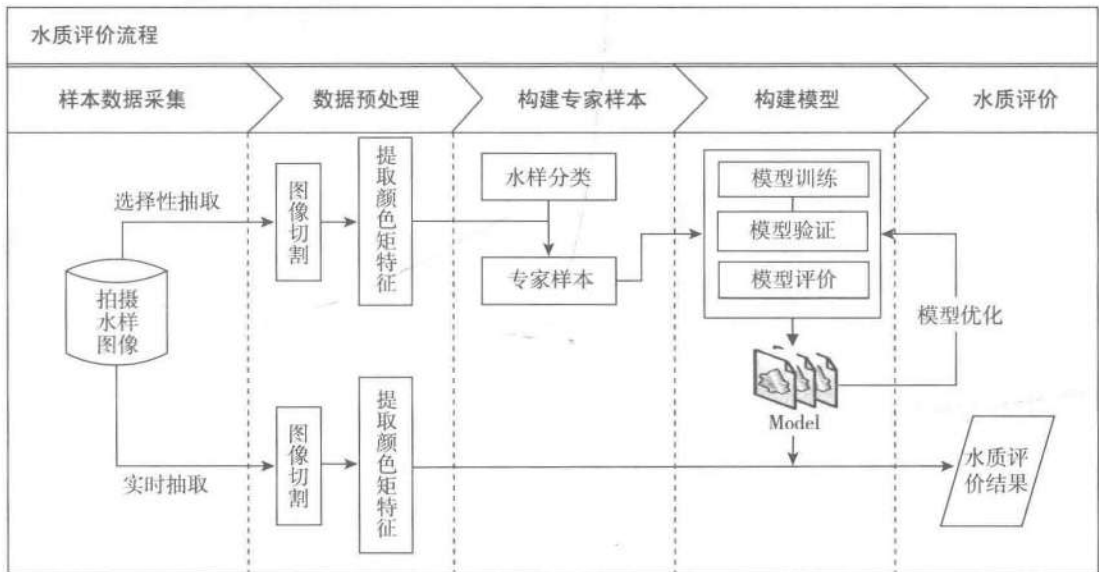 水质评价流程
样本数据采集
数据预处理
构建专家样本
构建模型
水质评价
选择性抽取
拍摄
水样
图像
实时抽取
图像切割
提取颜色矩特征
图像切割
提取颜色矩特征
水样分类
专家样本
模型训练
模型验证
模型评价
Model
模型优化
水质评
价结果